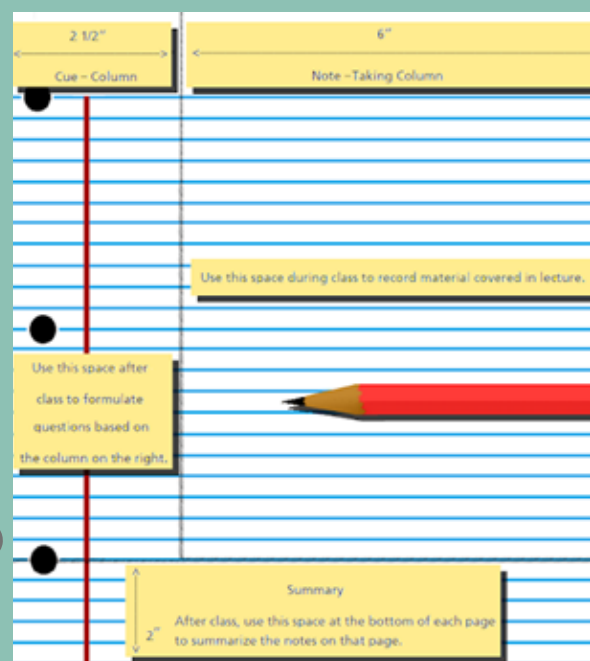 2 1/2"
Cue - Column
6"
Note -Taking Column
Use this space during class to record material covered in lecture.
Use this space after
class to formulate
questions based on
the column on the right.
Summary
2"
After class, use this space at the bottom of each page
to summarize the notes on that page.